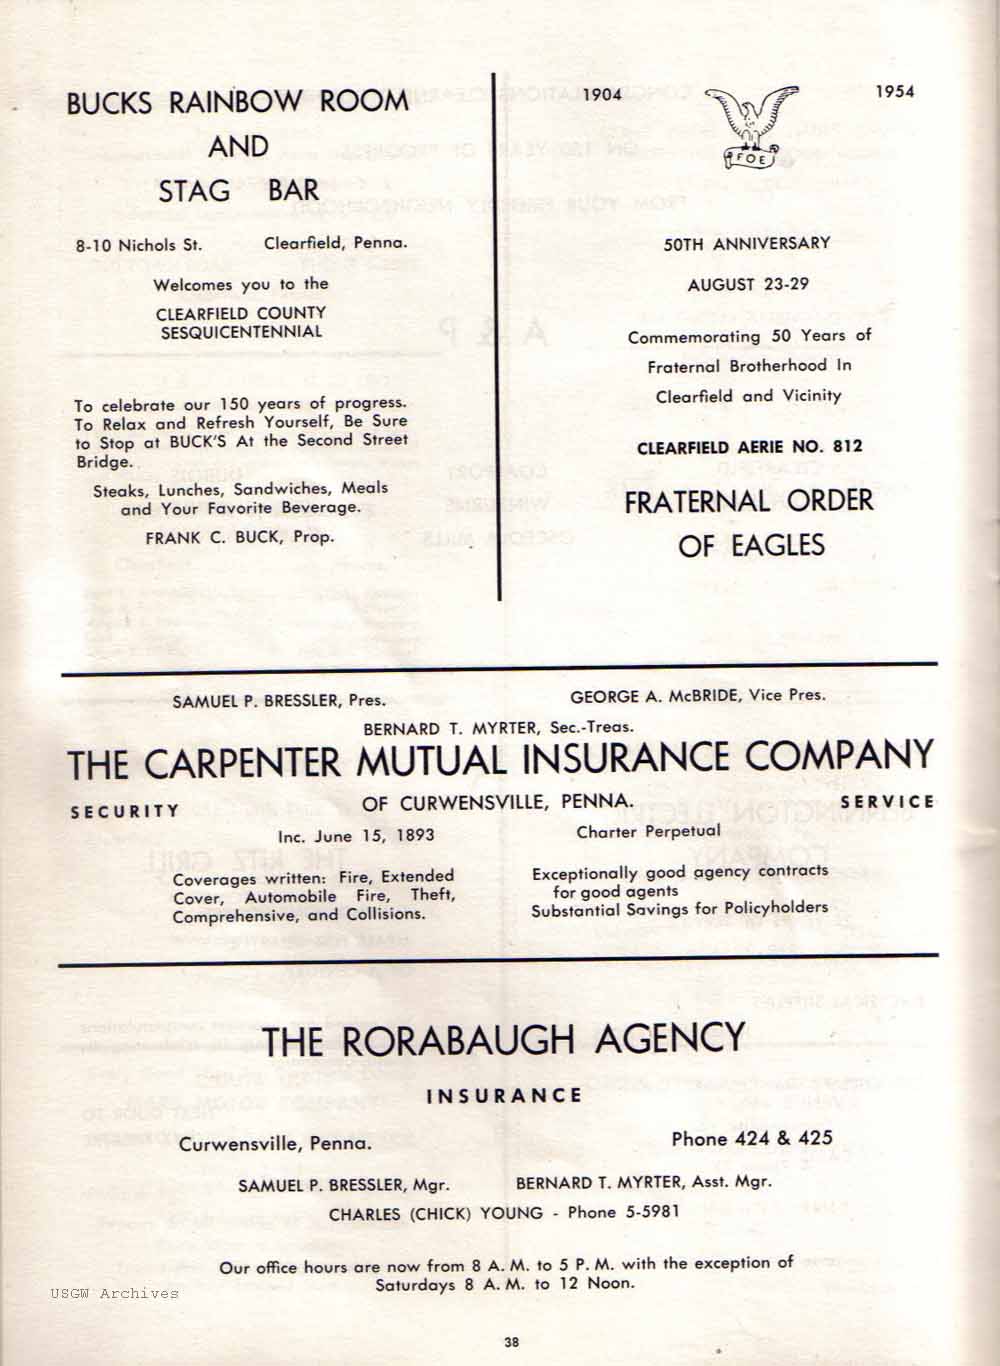 BUCKS RAINBOW ROOM
AND
STAG BAR
8-10 Nichols St. Clearfield, Penna.
Welcomes you to the
CLEARFIELD COUNTY
SESQUICENTENNIAL
To celebrate our 150 years of progress.
To Relax and Refresh Yourself, Be Sure
to Stop at BUCK'S At the Second Street
Bridge.
Steaks, Lunches, Sandwiches, Meals
and Your Favorite Beverage.
FRANK C. BUCK, Prop.
1904 1954
FOE
50TH ANNIVERSARY
AUGUST 23-29
Commemorating 50 Years of
Fraternal Brotherhood In
Clearfield and Vicinity
CLEARFIELD AERIE NO. 812
FRATERNAL ORDER
OF EAGLES
SAMUEL P. BRESSLER, Pres. GEORGE A. McBRIDE, Vice Pres.
BERNARD T. MYRTER, Sec.-Treas.
THE CARPENTER MUTUAL INSURANCE COMPANY
SECURITY OF CURWENSVILLE, PENNA. SERVICE
Inc. June 15, 1893 Charter Perpetual
Coverages written: Fire, Extended
Cover, Automobile Fire, Theft,
Comprehensive, and Collisions.
Exceptionally good agency contracts
for good agents
Substantial Savings for Policyholders
THE RORABAUGH AGENCY
INSURANCE
Curwensville, Penna. Phone 424 & 425
SAMUEL P. BRESSLER, Mgr. BERNARD T. MYRTER, Asst. Mgr.
CHARLES (CHICK) YOUNG - Phone 5-5981
Our office hours are now from 8 A. M. to 5 P. M. with the exception of
Saturdays 8 A. M. to 12 Noon.
USGW Archives
38